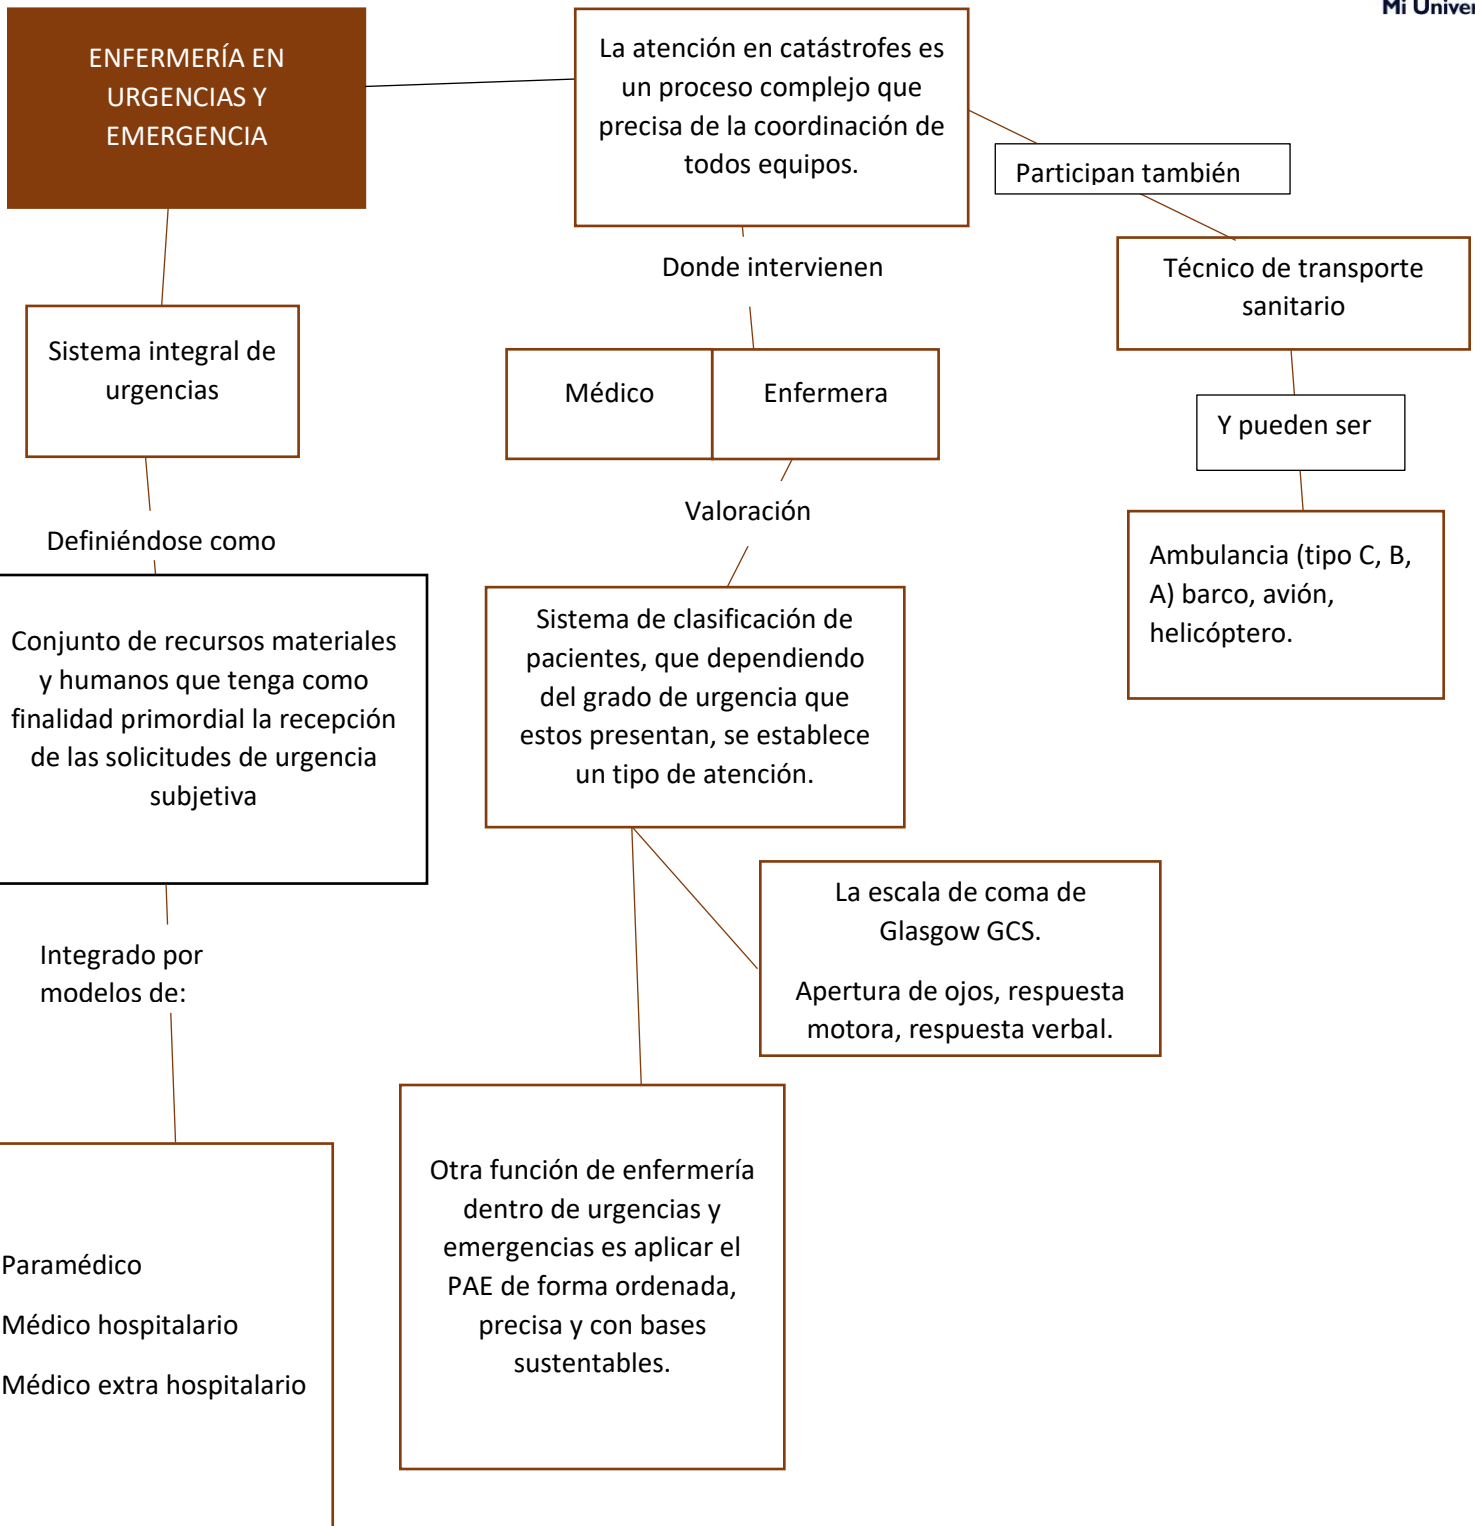 Mi Univer
ENFERMERÍA EN
URGENCIAS Y
EMERGENCIA
La atención en catástrofes es
un proceso complejo que
precisa de la coordinación de
todos equipos.
Participan también
Donde intervienen
Técnico de transporte
sanitario
Sistema integral de
urgencias
Médico
Enfermera
Y pueden ser
Valoración
Definiéndose como
Ambulancia (tipo C, B,
A) barco, avión,
helicóptero.
Conjunto de recursos materiales
y humanos que tenga como
finalidad primordial la recepción
de las solicitudes de urgencia
subjetiva
Sistema de clasificación de
pacientes, que dependiendo
del grado de urgencia que
estos presentan, se establece
un tipo de atención.
La escala de coma de
Glasgow GCS.
Apertura de ojos, respuesta
motora, respuesta verbal.
Integrado por
modelos de:
Otra función de enfermería
dentro de urgencias y
emergencias es aplicar el
PAE de forma ordenada,
precisa y con bases
sustentables.
Paramédico
Médico hospitalario
Médico extra hospitalario